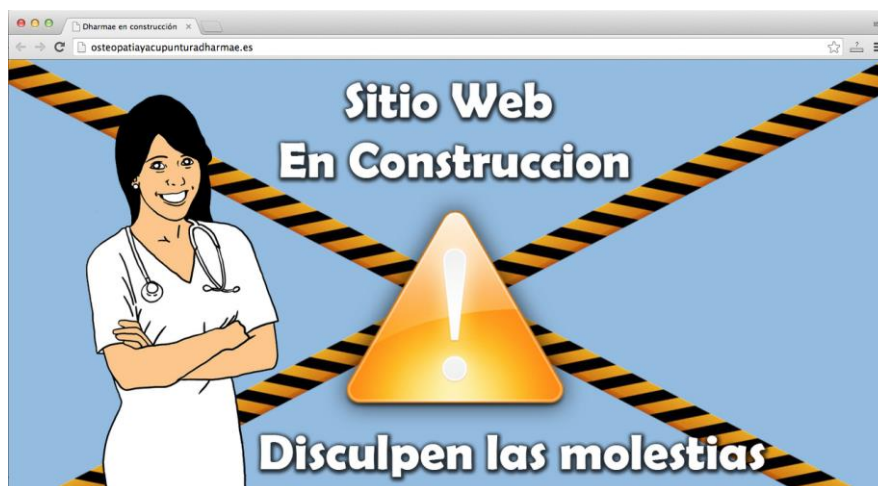 Dharmae en construcción
osteopatiayacupunturadharmae.es
Sitio Web
En Construccion
Disculpen las molestias